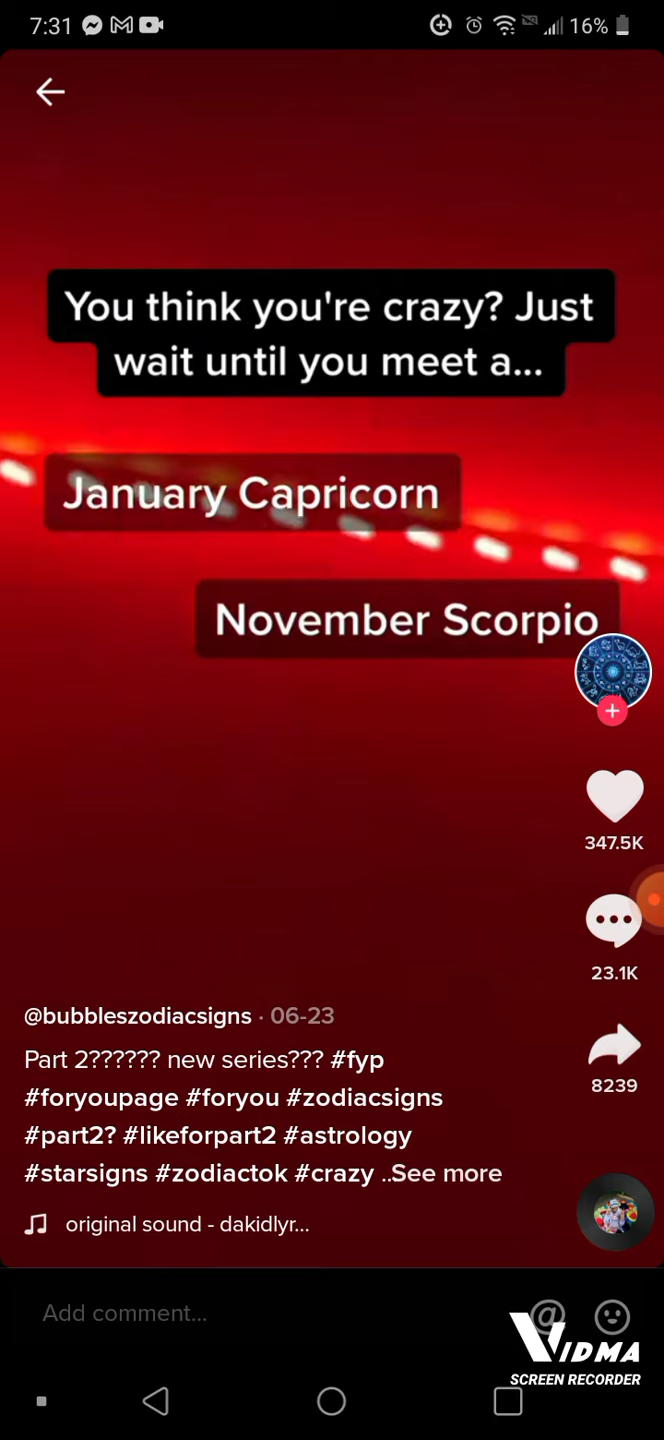 7:31
16%
You think you're crazy? Just
wait until you meet a...
January Capricorn
November Scorpio
347.5K
23.1K
8239
@bubbleszodiacsigns · 06-23
Part 2?????? new series??? #fyp
#foryoupage #foryou #zodiacsigns
#part2? #likeforpart2 #astrology
#starsigns #zodiactok #crazy ..See more
original sound - dakidlyr...
Add comment...
VIDMA
SCREEN RECORDER